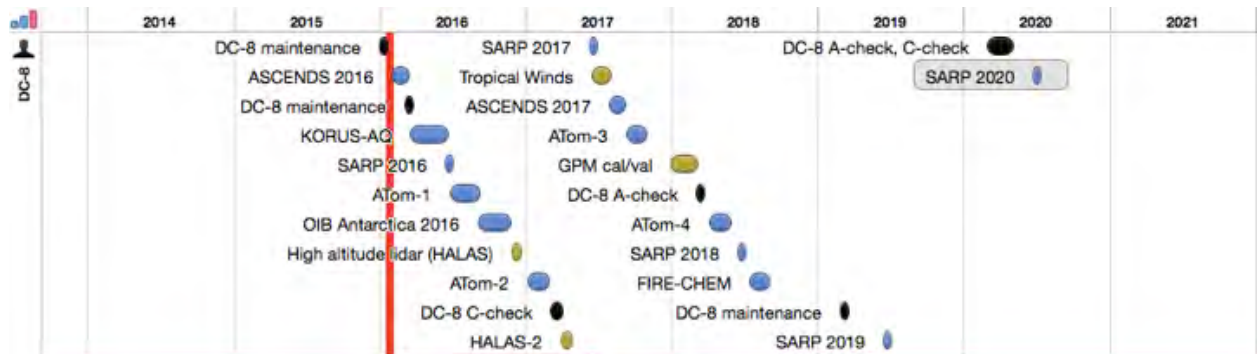 2014 2015 2016 2017 2018 2019 2020 2021
DC-8
DC-8 maintenance SARP 2017 DC-8 A-check, C-check
ASCENDS 2016 Tropical Winds SARP 2020
DC-8 maintenance ASCENDS 2017
KORUS-AQ ATom-3
SARP 2016 GPM cal/val
ATom-1 DC-8 A-check
OIB Antarctica 2016 ATom-4
High altitude lidar (HALAS) SARP 2018
ATom-2 FIRE-CHEM
DC-8 C-check DC-8 maintenance
HALAS-2 SARP 2019